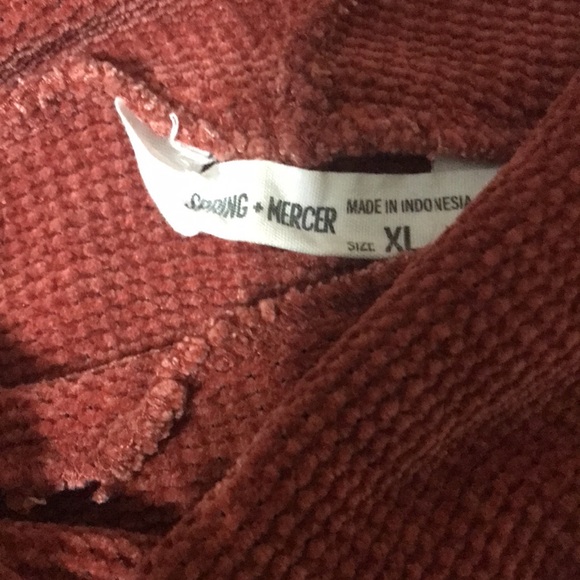 SPRING + MERCER
MADE IN INDONESIA
SIZE XL